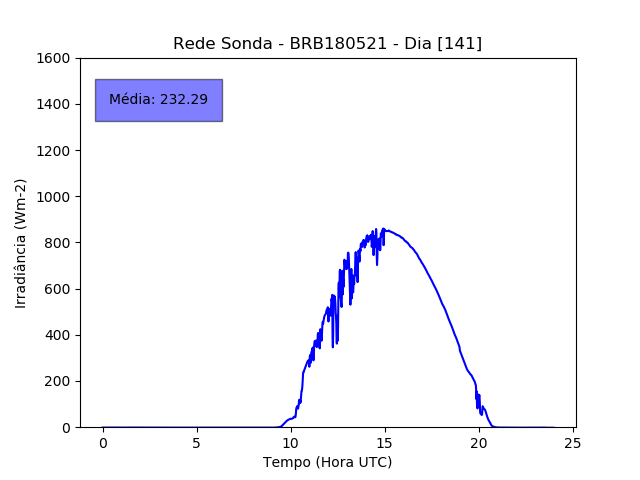 Rede Sonda - BRB180521 - Dia [141]
1600
1400
1200
1000
800
600
400
200
0
Média: 232.29
Irradiância (Wm-2)
0 5 10 15 20 25
Tempo (Hora UTC)